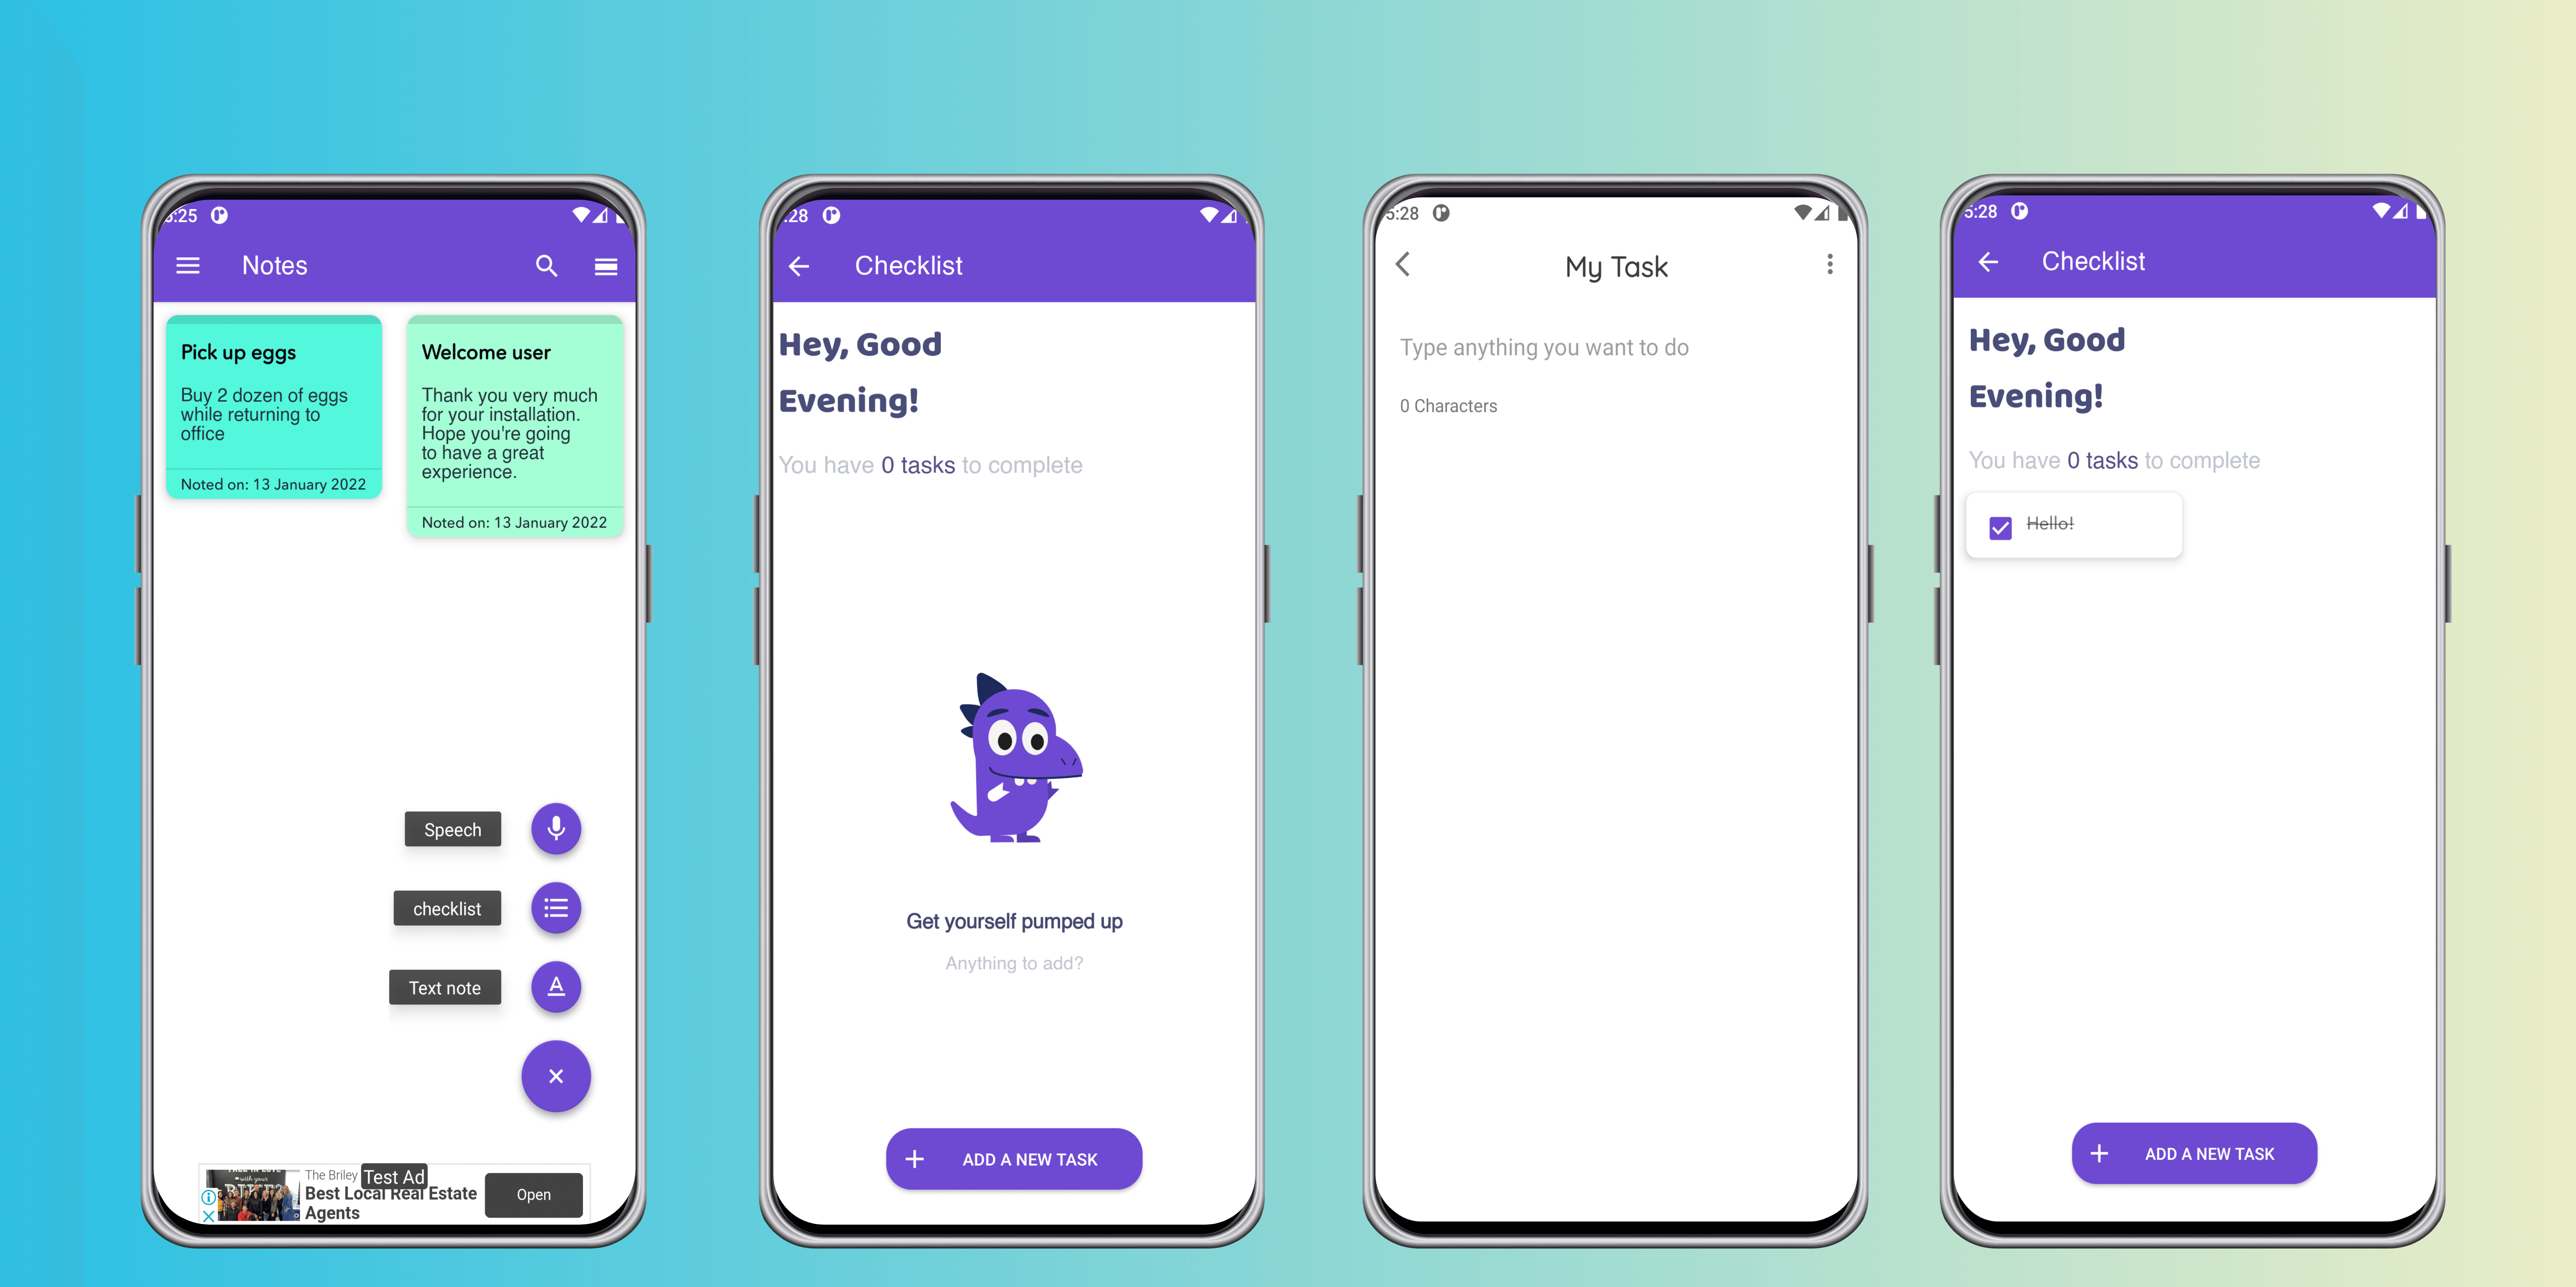 5:25
Notes
Pick up eggs
Buy 2 dozen of eggs
while returning to
office
Noted on: 13 January 2022
Welcome user
Thank you very much
for your installation.
Hope you're going
to have a great
experience.
Noted on: 13 January 2022
Speech
checklist
Text note
The Briley
Test Ad
Best Local Real Estate
Agents
Open
:28
Checklist
Hey, Good
Evening!
You have 0 tasks to complete
Get yourself pumped up
Anything to add?
ADD A NEW TASK
5:28
My Task
Type anything you want to do
0 Characters
5:28
Checklist
Hey, Good
Evening!
You have 0 tasks to complete
Hello!
ADD A NEW TASK